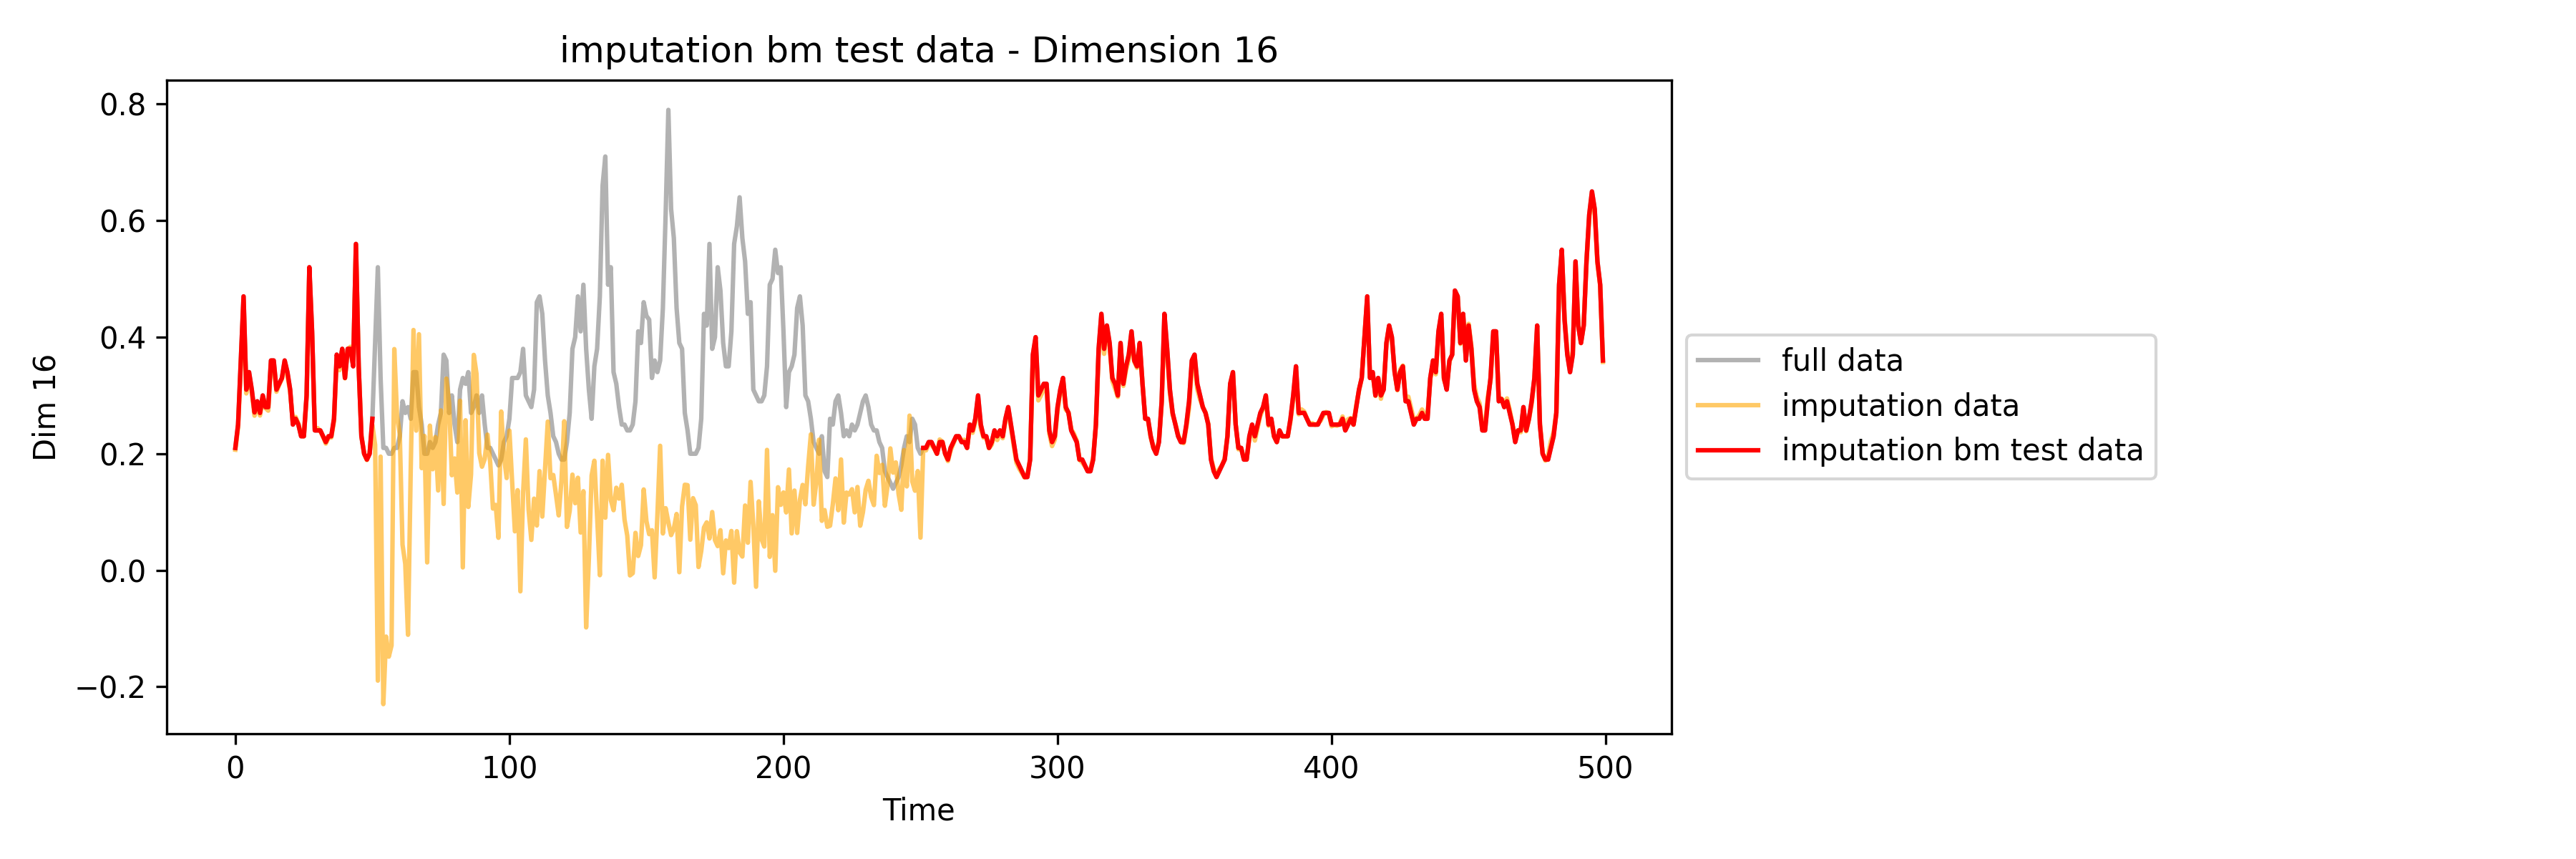 imputation bm test data - Dimension 16
0.8
0.6
0.4
0.2
0.0
−0.2
Dim 16
0 100 200 300 400 500
Time
full data
imputation data
imputation bm test data